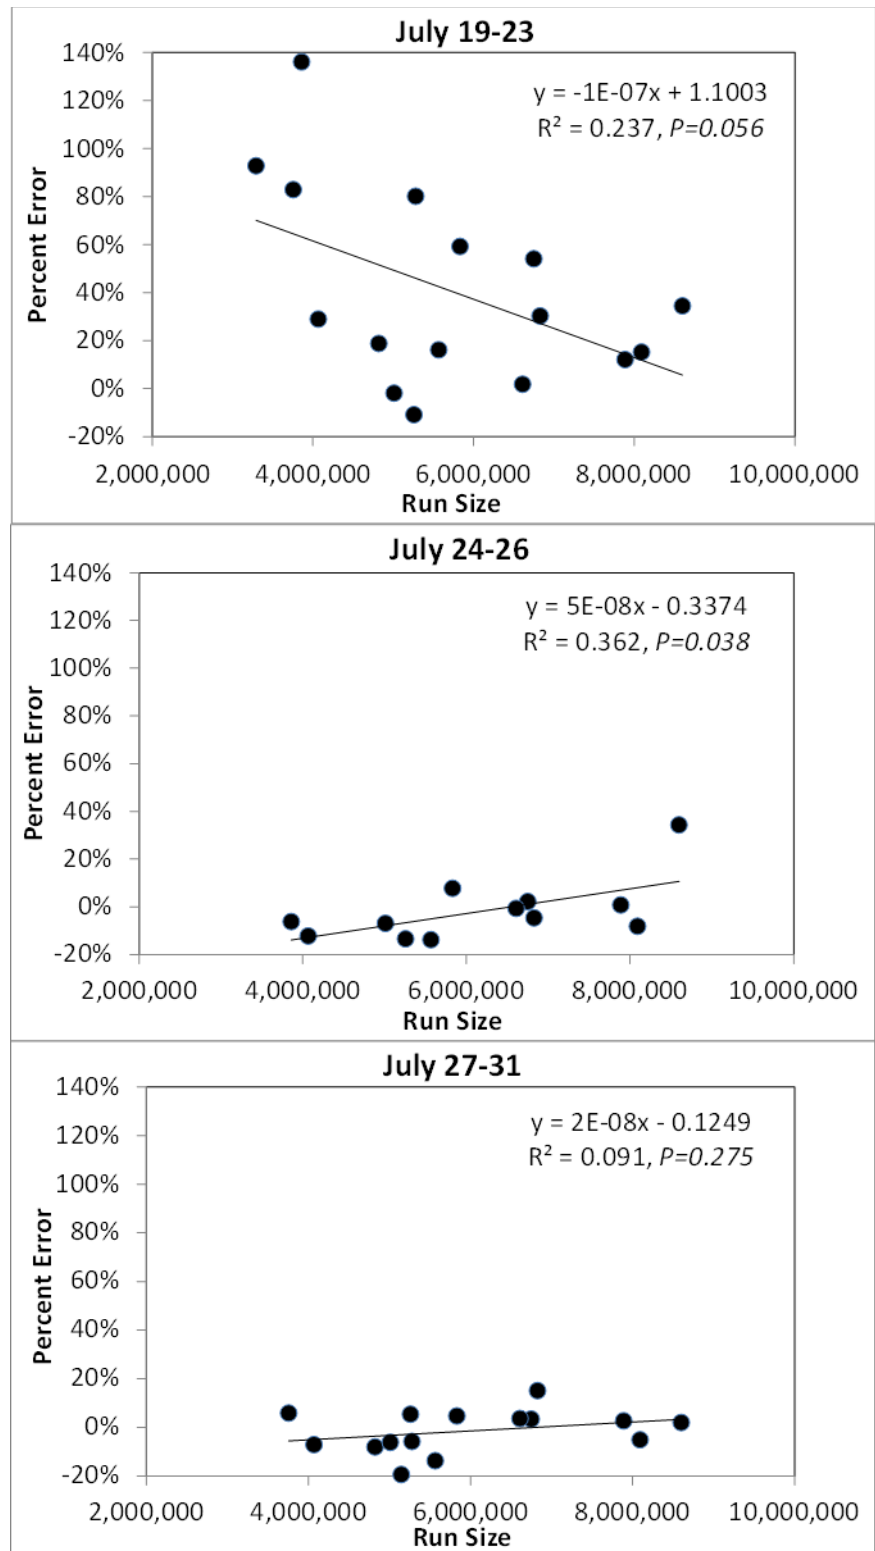 July 19-23
140%
120%
100%
80%
60%
40%
20%
0%
-20%
Percent Error
y = -1E-07x + 1.1003
R² = 0.237, P=0.056
2,000,000 4,000,000 6,000,000 8,000,000 10,000,000
Run Size
July 24-26
140%
120%
100%
80%
60%
40%
20%
0%
-20%
Percent Error
y = 5E-08x - 0.3374
R² = 0.362, P=0.038
2,000,000 4,000,000 6,000,000 8,000,000 10,000,000
Run Size
July 27-31
140%
120%
100%
80%
60%
40%
20%
0%
-20%
Percent Error
y = 2E-08x - 0.1249
R² = 0.091, P=0.275
2,000,000 4,000,000 6,000,000 8,000,000 10,000,000
Run Size